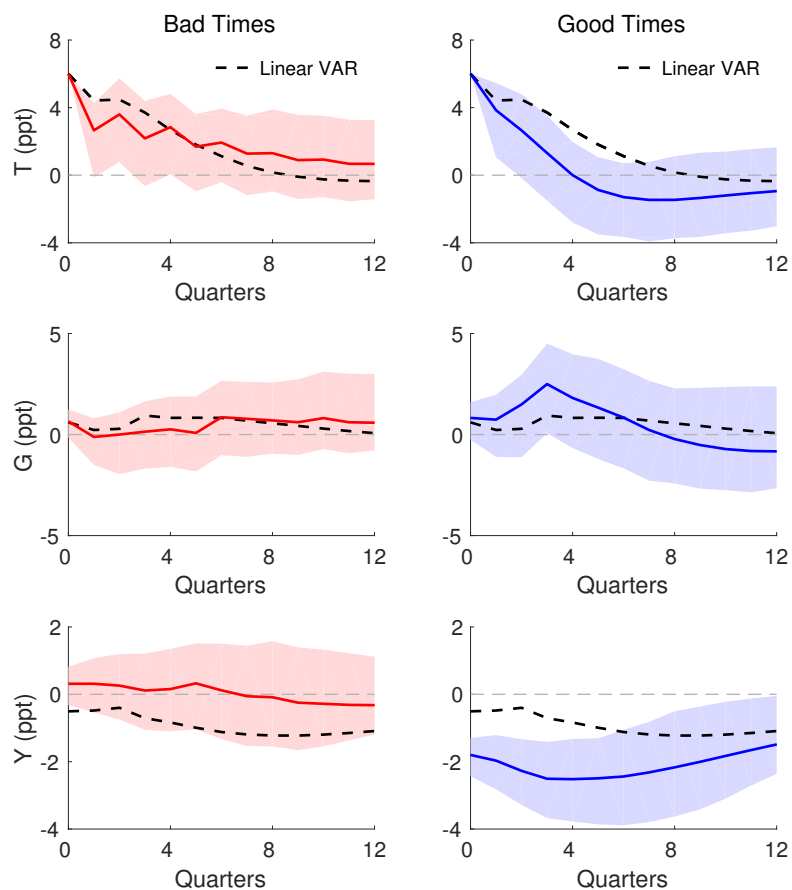 Bad Times
Good Times
8
4
0
-4
T (ppt)
Linear VAR
0 4 8 12
Quarters
8
4
0
-4
Linear VAR
0 4 8 12
Quarters
5
0
-5
G (ppt)
0 4 8 12
Quarters
5
0
-5
0 4 8 12
Quarters
2
0
-2
-4
Y (ppt)
0 4 8 12
Quarters
2
0
-2
-4
0 4 8 12
Quarters